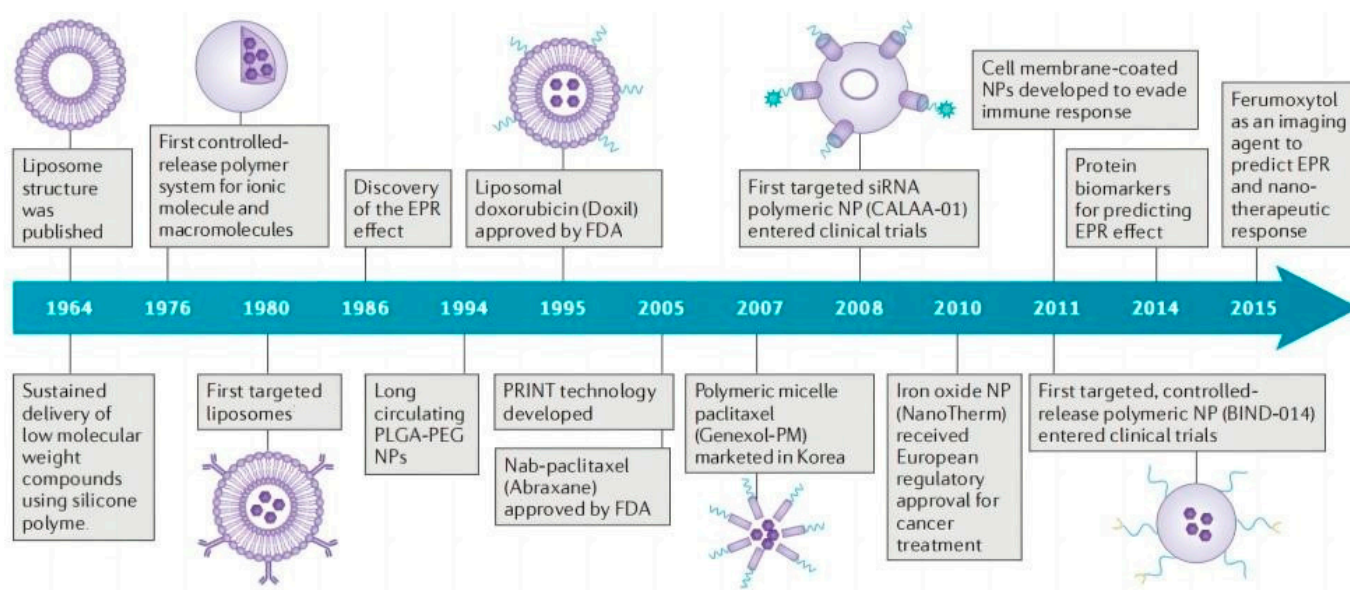 Liposome
structure
was
published
First controlled-
release polymer
system for ionic
molecule and
macromolecules
Discovery
of the EPR
effect
Liposomal
doxorubicin (Doxil)
approved by FDA
First targeted siRNA
polymeric NP (CALAA-01)
entered clinical trials
Cell membrane-coated
NPs developed to evade
immune response
Protein
biomarkers
for predicting
EPR effect
Ferumoxytol
as an imaging
agent to
predict EPR
and nano-
therapeutic
response
1964 1976 1980 1986 1994 1995 2005 2007 2008 2010 2011 2014 2015
Sustained
delivery of
low molecular
weight
compounds
using silicone
polyme.
First targeted
liposomes
Long
circulating
PLGA-PEG
NPs
PRINT technology
developed
Nab-paclitaxel
(Abraxane)
approved by FDA
Polymeric micelle
paclitaxel
(Genexol-PM)
marketed in Korea
Iron oxide NP
(NanoTherm)
received
European
regulatory
approval for
cancer
treatment
First targeted, controlled-
release polymeric NP (BIND-014)
entered clinical trials